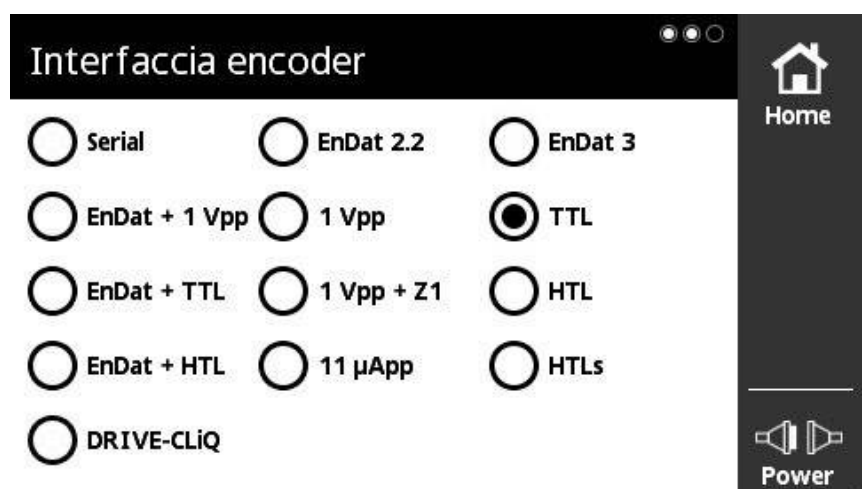 Interfaccia encoder
Home
Serial
EnDat 2.2
EnDat 3
EnDat + 1 Vpp
1 Vpp
TTL
EnDat + TTL
1 Vpp + Z1
HTL
EnDat + HTL
11 µApp
HTLs
DRIVE-CLiQ
Power